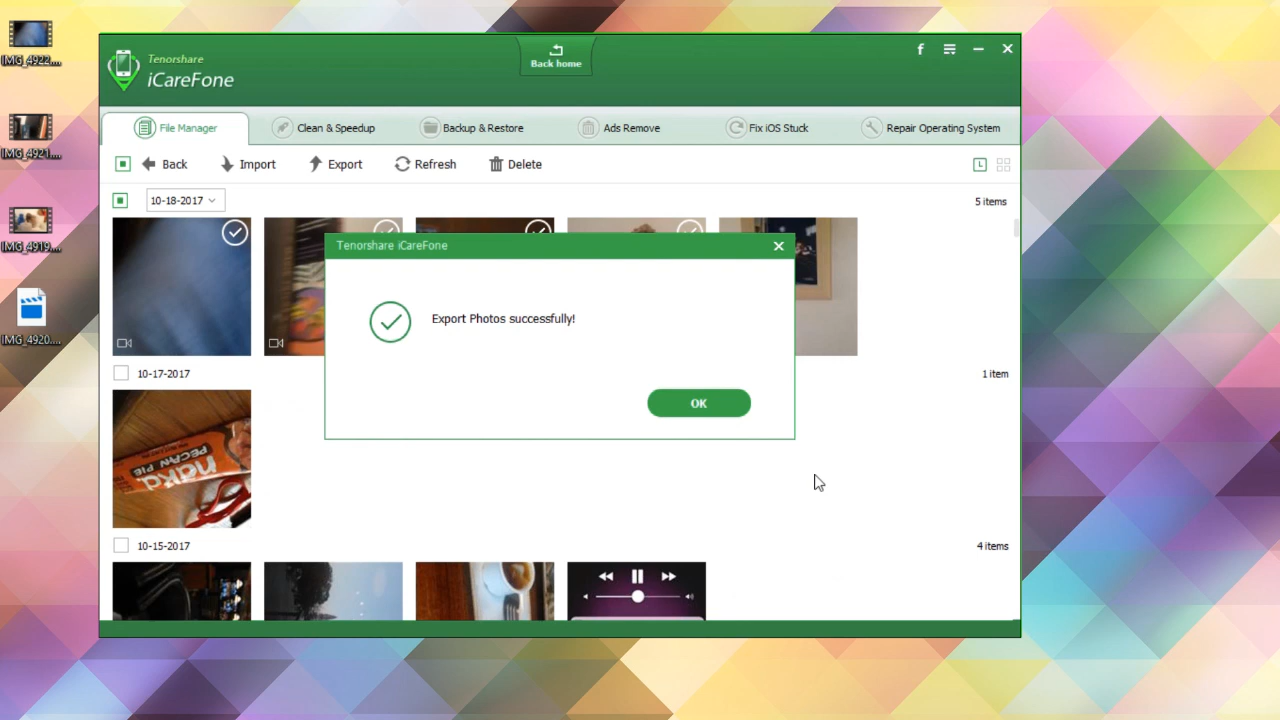 IMG_4922....
IMG_4921....
IMG_4919....
IMG_4920....
Tenorshare
iCareFone
Back home
f
File Manager
Clean & Speedup
Backup & Restore
Ads Remove
Fix iOS Stuck
Repair Operating System
Back
Import
Export
Refresh
Delete
10-18-2017
5 items
Tenorshare iCareFone
Export Photos successfully!
OK
10-17-2017
1 item
nakd
PECAN PIE
10-15-2017
4 items